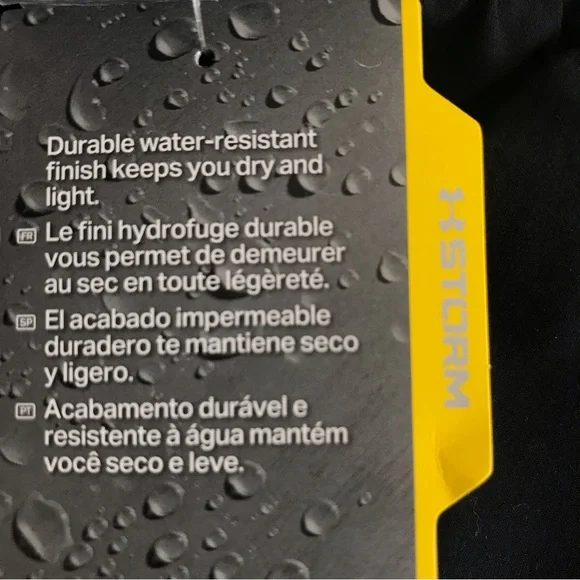 Durable water-resistant
finish keeps you dry and
light.
FR Le fini hydrofuge durable
vous permet de demeurer
au sec en toute légèreté.
SP El acabado impermeable
duradero te mantiene seco
y ligero.
PT Acabamento durável e
resistente à água mantém
você seco e leve.
STORM